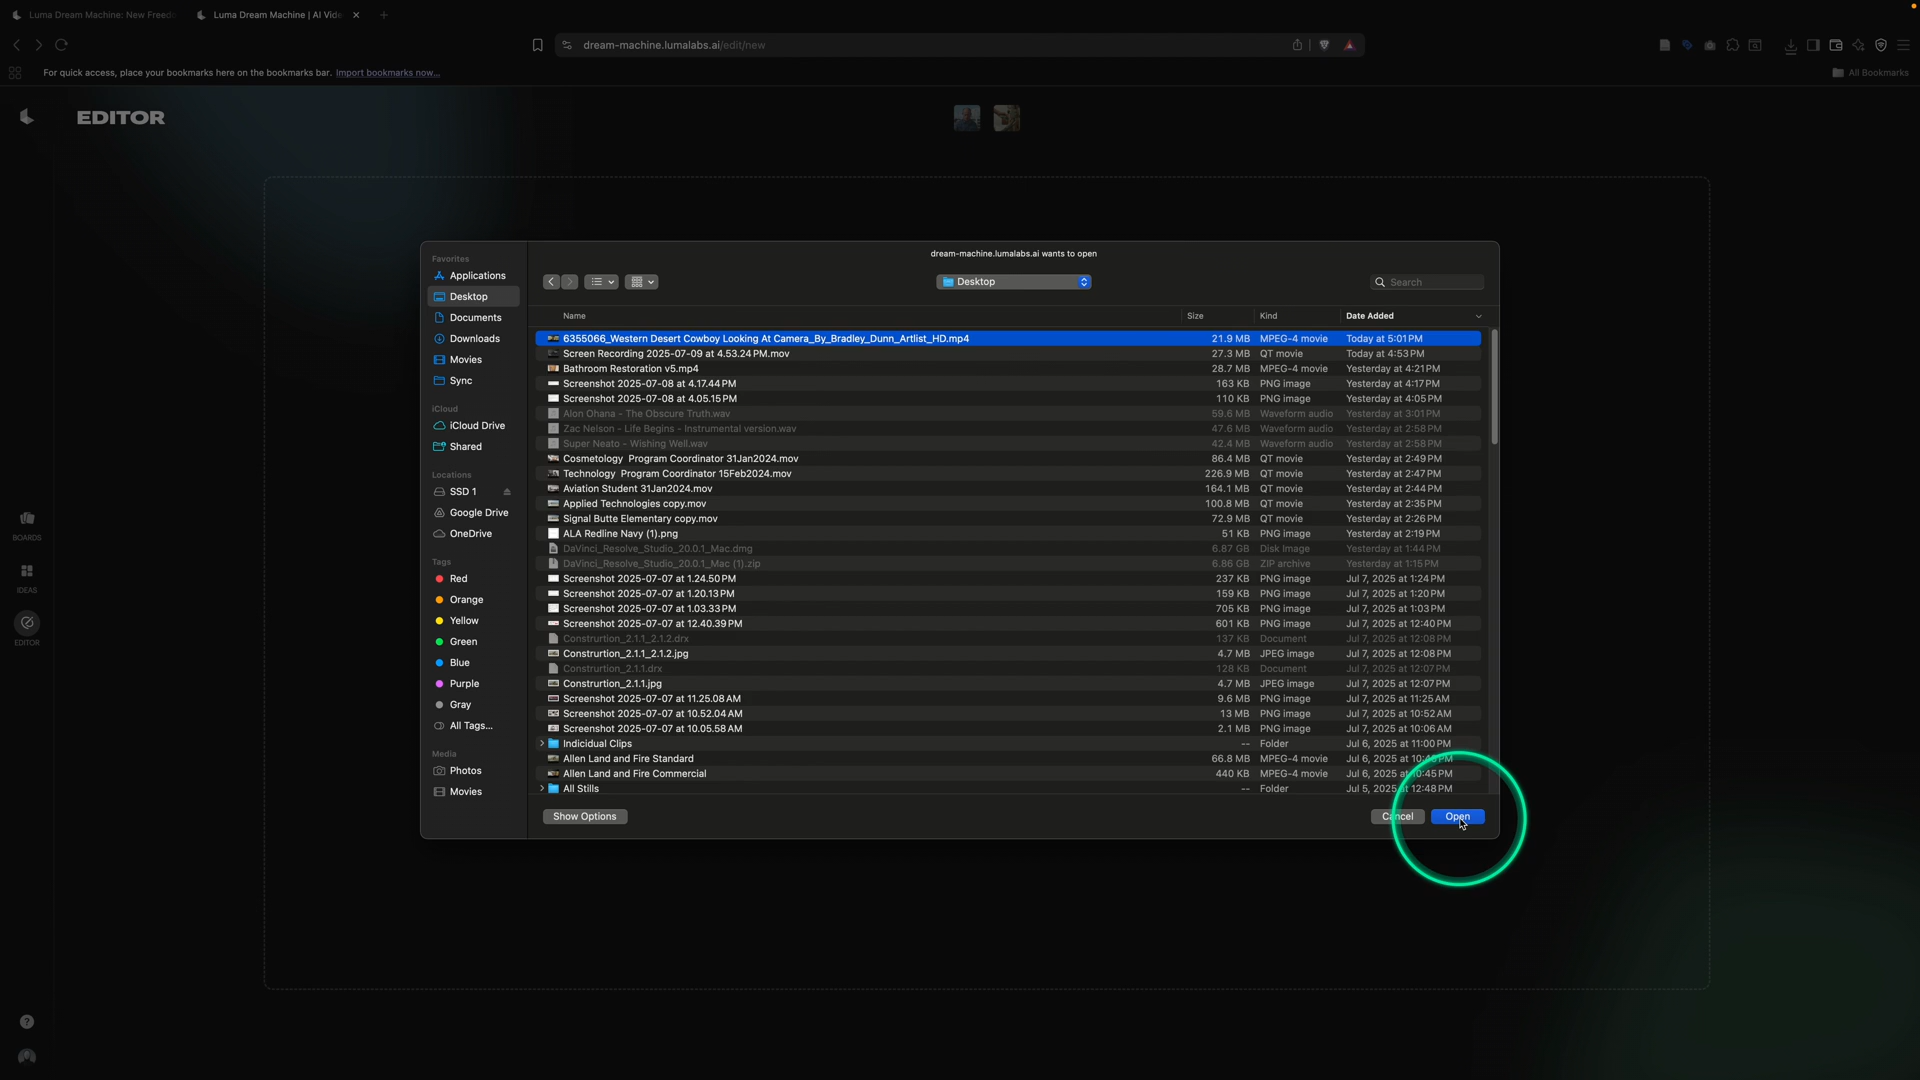 Luma Dream Machine: New Freed
Luma Dream Machine | AI Vide
dream-machine.lumalabs.ai/edit/new
For quick access, place your bookmarks here on the bookmarks bar. Import bookmarks now...
All Bookmarks
EDITOR
BOARDS
IDEAS
EDITOR
dream-machine.lumalabs.ai wants to open
Desktop
Search
Favorites
Applications
Desktop
Documents
Downloads
Movies
Sync
iCloud
iCloud Drive
Shared
Locations
SSD 1
Google Drive
OneDrive
Tags
Red
Orange
Yellow
Green
Blue
Purple
Gray
All Tags...
Media
Photos
Movies
Name Size Kind Date Added
6355066_Western Desert Cowboy Looking At Camera_By_Bradley_Dunn_Artlist_HD.mp4 21.9 MB MPEG-4 movie Today at 5:01 PM
Screen Recording 2025-07-09 at 4.53.24 PM.mov 27.3 MB QT movie Today at 4:53 PM
Bathroom Restoration v5.mp4 28.7 MB MPEG-4 movie Yesterday at 4:21 PM
Screenshot 2025-07-08 at 4.17.44 PM 163 KB PNG image Yesterday at 4:17 PM
Screenshot 2025-07-08 at 4.05.15 PM 110 KB PNG image Yesterday at 4:05 PM
Alon Ohana - The Obscure Truth.wav 59.6 MB Waveform audio Yesterday at 3:01 PM
Zac Nelson - Life Begins - Instrumental version.wav 47.6 MB Waveform audio Yesterday at 2:58 PM
Super Neato - Wishing Well.wav 42.4 MB Waveform audio Yesterday at 2:58 PM
Cosmetology Program Coordinator 31Jan2024.mov 86.4 MB QT movie Yesterday at 2:49 PM
Technology Program Coordinator 15Feb2024.mov 226.9 MB QT movie Yesterday at 2:47 PM
Aviation Student 31Jan2024.mov 164.1 MB QT movie Yesterday at 2:44 PM
Applied Technologies copy.mov 100.8 MB QT movie Yesterday at 2:35 PM
Signal Butte Elementary copy.mov 72.9 MB QT movie Yesterday at 2:26 PM
ALA Redline Navy (1).png 51 KB PNG image Yesterday at 2:19 PM
DaVinci_Resolve_Studio_20.0.1_Mac.dmg 6.87 GB Disk Image Yesterday at 1:44 PM
DaVinci_Resolve_Studio_20.0.1_Mac (1).zip 6.86 GB ZIP archive Yesterday at 1:15 PM
Screenshot 2025-07-07 at 1.24.50 PM 237 KB PNG image Jul 7, 2025 at 1:24 PM
Screenshot 2025-07-07 at 1.20.13 PM 159 KB PNG image Jul 7, 2025 at 1:20 PM
Screenshot 2025-07-07 at 1.03.33 PM 705 KB PNG image Jul 7, 2025 at 1:03 PM
Screenshot 2025-07-07 at 12.40.39 PM 601 KB PNG image Jul 7, 2025 at 12:40 PM
Construrtion_2.1.1_2.1.2.drx 137 KB Document Jul 7, 2025 at 12:08 PM
Construrtion_2.1.1_2.1.2.jpg 4.7 MB JPEG image Jul 7, 2025 at 12:08 PM
Construrtion_2.1.1.drx 128 KB Document Jul 7, 2025 at 12:07 PM
Construrtion_2.1.1.jpg 4.7 MB JPEG image Jul 7, 2025 at 12:07 PM
Screenshot 2025-07-07 at 11.25.08 AM 9.6 MB PNG image Jul 7, 2025 at 11:25 AM
Screenshot 2025-07-07 at 10.52.04 AM 13 MB PNG image Jul 7, 2025 at 10:52 AM
Screenshot 2025-07-07 at 10.05.58 AM 2.1 MB PNG image Jul 7, 2025 at 10:06 AM
Indicidual Clips -- Folder Jul 6, 2025 at 11:00 PM
Allen Land and Fire Standard 66.8 MB MPEG-4 movie Jul 6, 2025 at PM
Allen Land and Fire Commercial 440 KB MPEG-4 movie Jul 6, 2025 at 10:45 PM
All Stills -- Folder Jul 5, 2025 at 12:48 PM
Show Options
Cancel
Open